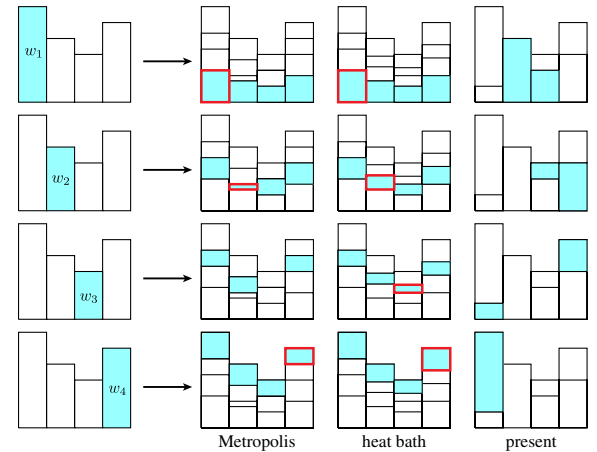 w₁
w₂
w₃
w₄
Metropolis heat bath present